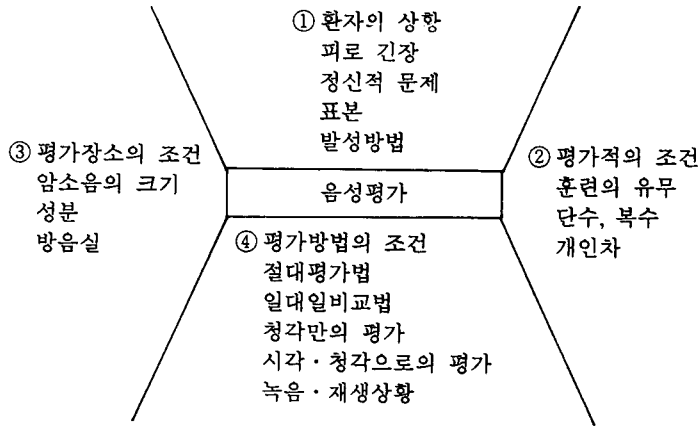 ① 환자의 상항
피로 긴장
정신적 문제
표본
발성방법
③ 평가장소의 조건
암소음의 크기
성분
방음실
② 평가적의 조건
훈련의 유무
단수, 복수
개인차
음성평가
④ 평가방법의 조건
절대평가법
일대일비교법
청각만의 평가
시각·청각으로의 평가
녹음·재생상황